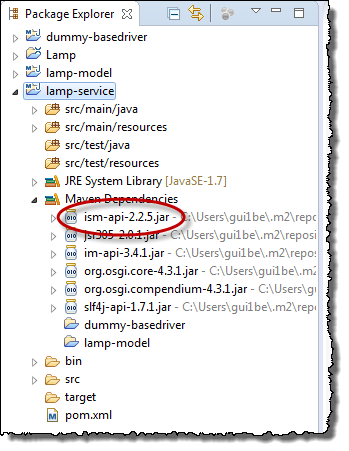 Package Explorer
dummy-basedriver
Lamp
lamp-model
lamp-service
src/main/java
src/main/resources
src/test/java
src/test/resources
JRE System Library [JavaSE-1.7]
Maven Dependencies
ism-api-2.2.5.jar - C:\Users\gui1be\.m2\repos
jsr305-2.0.1.jar - C:\Users\gui1be\.m2\reposi
im-api-3.4.1.jar - C:\Users\gui1be\.m2\repos
org.osgi.core-4.3.1.jar - C:\Users\gui1be\.m
org.osgi.compendium-4.3.1.jar - C:\Users\g
slf4j-api-1.7.1.jar - C:\Users\gui1be\.m2\rep
dummy-basedriver
lamp-model
bin
src
target
pom.xml